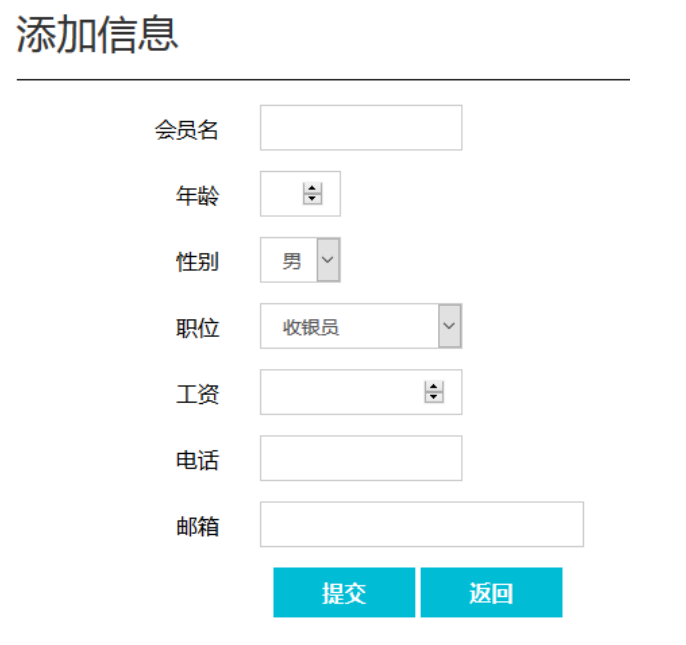 添加信息
会员名
年龄
性别 男
职位 收银员
工资
电话
邮箱
提交 返回